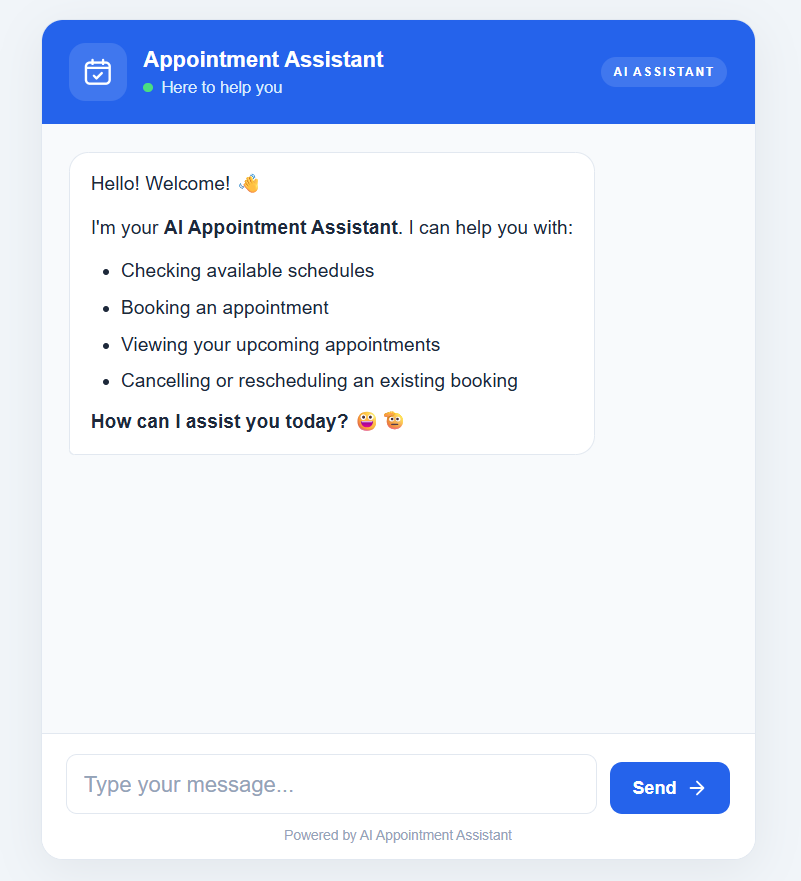 Appointment Assistant
Here to help you
AI ASSISTANT
Hello! Welcome! 👋
I'm your AI Appointment Assistant. I can help you with:
• Checking available schedules
• Booking an appointment
• Viewing your upcoming appointments
• Cancelling or rescheduling an existing booking
How can I assist you today? 😀 🫡
Type your message...
Send →
Powered by AI Appointment Assistant